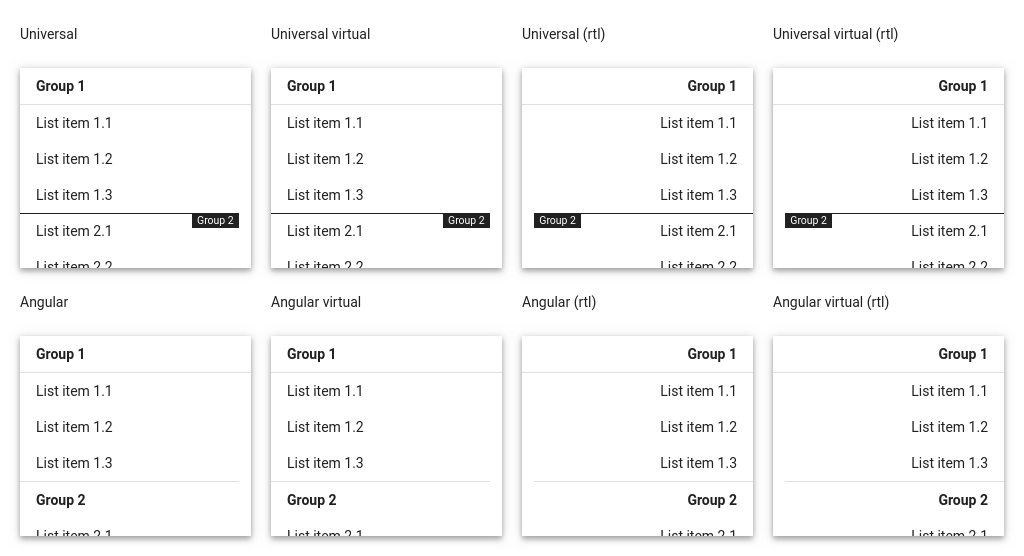 Universal
Group 1
List item 1.1
List item 1.2
List item 1.3
Group 2
List item 2.1
List item 2.2
Universal virtual
Group 1
List item 1.1
List item 1.2
List item 1.3
Group 2
List item 2.1
List item 2.2
Universal (rtl)
Group 1
List item 1.1
List item 1.2
List item 1.3
Group 2
List item 2.1
List item 2.2
Universal virtual (rtl)
Group 1
List item 1.1
List item 1.2
List item 1.3
Group 2
List item 2.1
List item 2.2
Angular
Group 1
List item 1.1
List item 1.2
List item 1.3
Group 2
List item 2.1
Angular virtual
Group 1
List item 1.1
List item 1.2
List item 1.3
Group 2
List item 2.1
Angular (rtl)
Group 1
List item 1.1
List item 1.2
List item 1.3
Group 2
List item 2.1
Angular virtual (rtl)
Group 1
List item 1.1
List item 1.2
List item 1.3
Group 2
List item 2.1